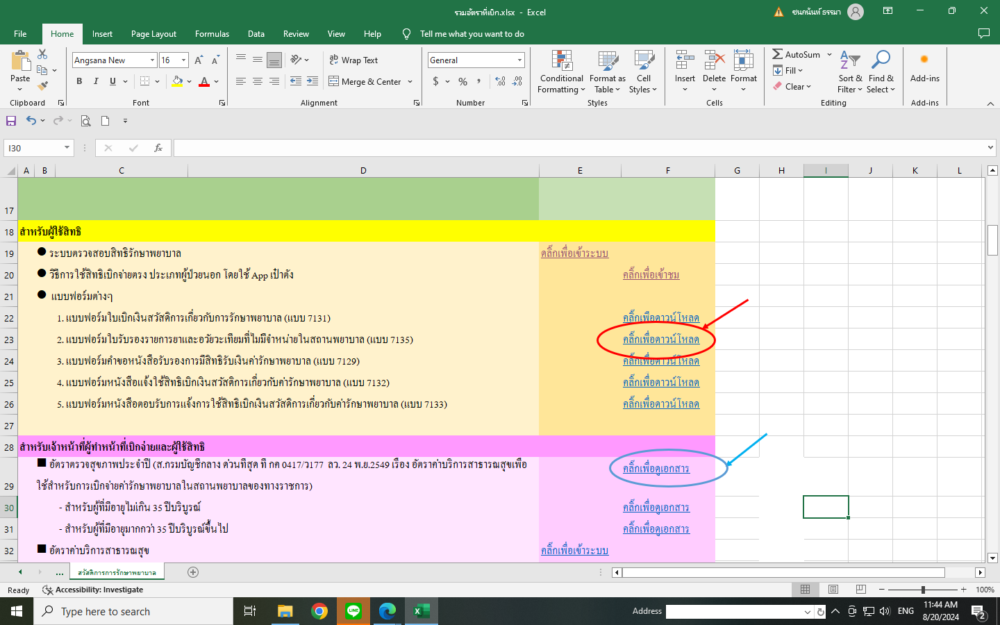 รวมอัตราที่เบิก.xlsx - Excel
ชนกนันท์ ธรรมา
File Home Insert Page Layout Formulas Data Review View Help Tell me what you want to do
Angsana New 16 Wrap Text General AutoSum
Paste Conditional Formatting Format as Table Cell Styles Insert Delete Format Fill Sort & Filter Find & Select Add-ins
B I U A Merge & Center $ % , Clear
Clipboard Font Alignment Number Styles Cells Editing Add-ins
I30 fx
A B C D E F G H I J K L
17
18 สำหรับผู้ใช้สิทธิ
19 ● ระบบตรวจสอบสิทธิรักษาพยาบาล คลิ๊กเพื่อเข้าระบบ
20 ● วิธีการใช้สิทธิเบิกจ่ายตรง ประเภทผู้ป่วยนอก โดยใช้ App เป๋าตัง คลิ๊กเพื่อเข้าชม
21 ● แบบฟอร์มต่างๆ
22 1. แบบฟอร์มใบเบิกเงินสวัสดิการเกี่ยวกับการรักษาพยาบาล (แบบ 7131) คลิ๊กเพื่อดาวน์โหลด
23 2. แบบฟอร์มใบรับรองรายการยาและอวัยวะเทียมที่ไม่มีจำหน่ายในสถานพยาบาล (แบบ 7135) คลิ๊กเพื่อดาวน์โหลด
24 3. แบบฟอร์มคำขอหนังสือรับรองการมีสิทธิรับเงินค่ารักษาพยาบาล (แบบ 7129) คลิ๊กเพื่อดาวน์โหลด
25 4. แบบฟอร์มหนังสือแจ้งใช้สิทธิเบิกเงินสวัสดิการเกี่ยวกับค่ารักษาพยาบาล (แบบ 7132) คลิ๊กเพื่อดาวน์โหลด
26 5. แบบฟอร์มหนังสือตอบรับการแจ้งการใช้สิทธิเบิกเงินสวัสดิการเกี่ยวกับค่ารักษาพยาบาล (แบบ 7133) คลิ๊กเพื่อดาวน์โหลด
27
28 สำหรับเจ้าหน้าที่ผู้ทำหน้าที่เบิกจ่ายและผู้ใช้สิทธิ
■ อัตราตรวจสุขภาพประจำปี (ส.กรมบัญชีกลาง ด่วนที่สุด ที่ กค 0417/ว177 ลว. 24 พ.ย.2549 เรื่อง อัตราค่าบริการสาธารณสุขเพื่อ คลิ๊กเพื่อดูเอกสาร
29 ใช้สำหรับการเบิกจ่ายค่ารักษาพยาบาลในสถานพยาบาลของทางราชการ)
30 - สำหรับผู้ที่มีอายุไม่เกิน 35 ปีบริบูรณ์ คลิ๊กเพื่อดูเอกสาร
31 - สำหรับผู้ที่มีอายุมากกว่า 35 ปีบริบูรณ์ขึ้นไป คลิ๊กเพื่อดูเอกสาร
32 ■ อัตราค่าบริการสาธารณสุข คลิ๊กเพื่อเข้าระบบ
... สวัสดิการการรักษาพยาบาล
Ready Accessibility: Investigate 100%
Type here to search LINE Address ENG 11:44 AM
8/20/2024 2